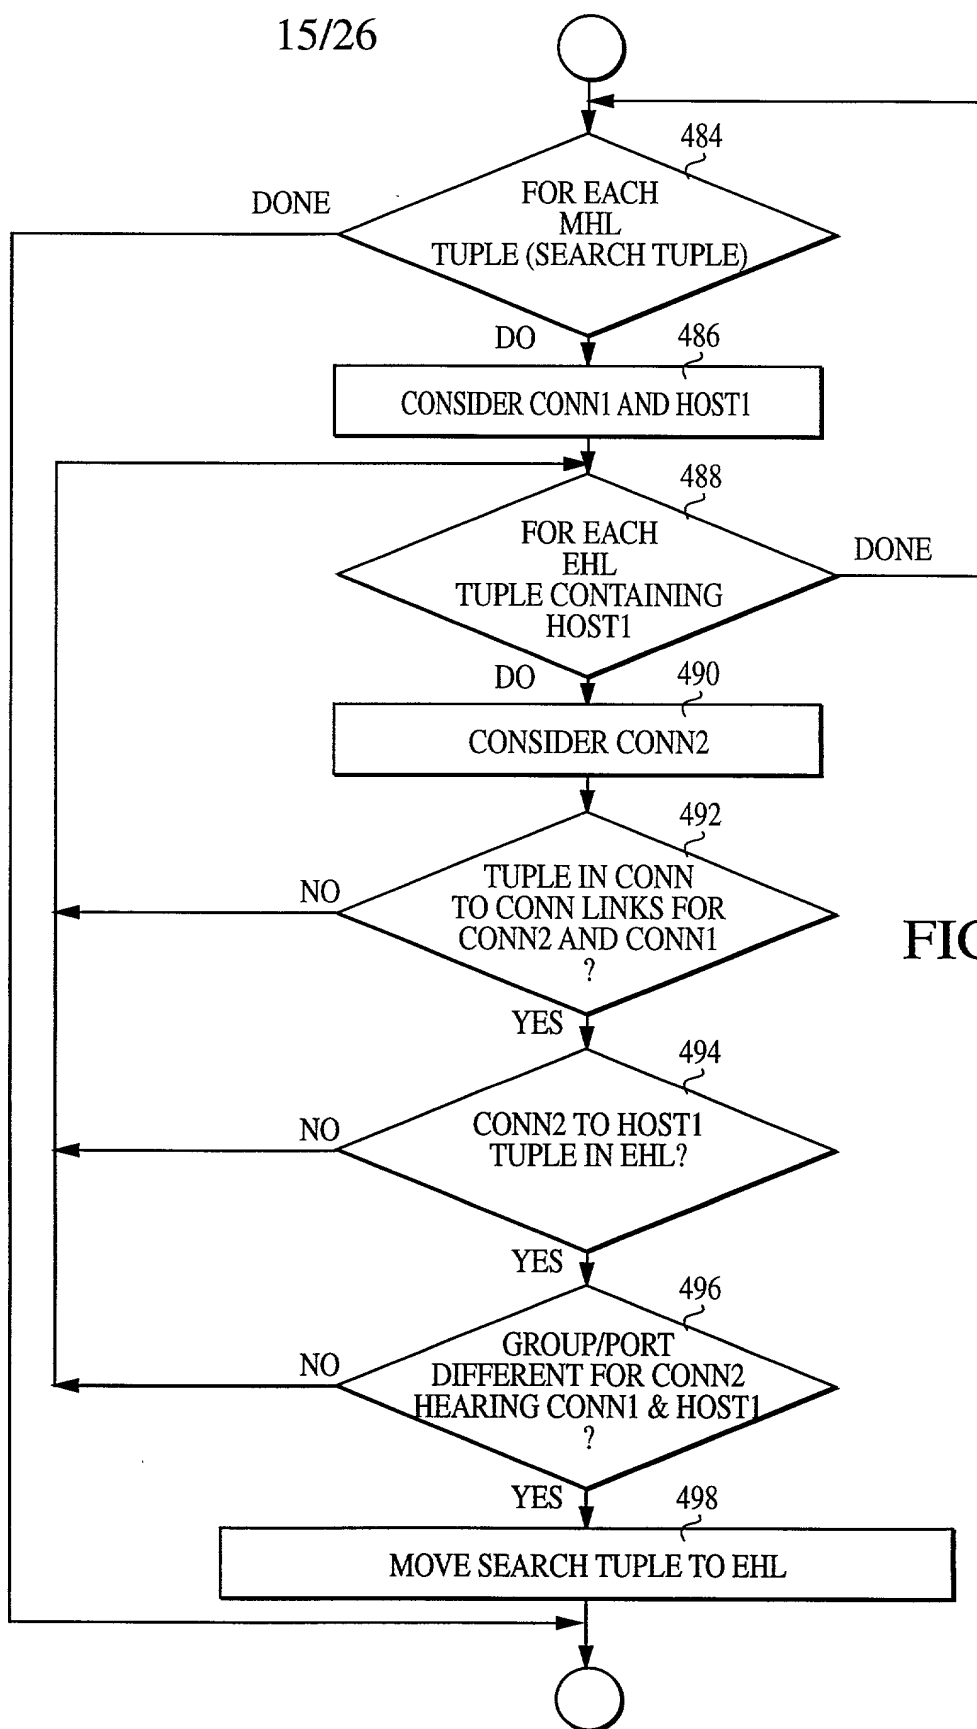 15/26
484
DONE
FOR EACH
MHL
TUPLE (SEARCH TUPLE)
DO
486
CONSIDER CONN1 AND HOST1
488
FOR EACH
EHL
TUPLE CONTAINING
HOST1
DONE
DO
490
CONSIDER CONN2
492
NO
TUPLE IN CONN
TO CONN LINKS FOR
CONN2 AND CONN1
?
FIG
YES
494
NO
CONN2 TO HOST1
TUPLE IN EHL?
YES
496
NO
GROUP/PORT
DIFFERENT FOR CONN2
HEARING CONN1 & HOST1
?
YES
498
MOVE SEARCH TUPLE TO EHL